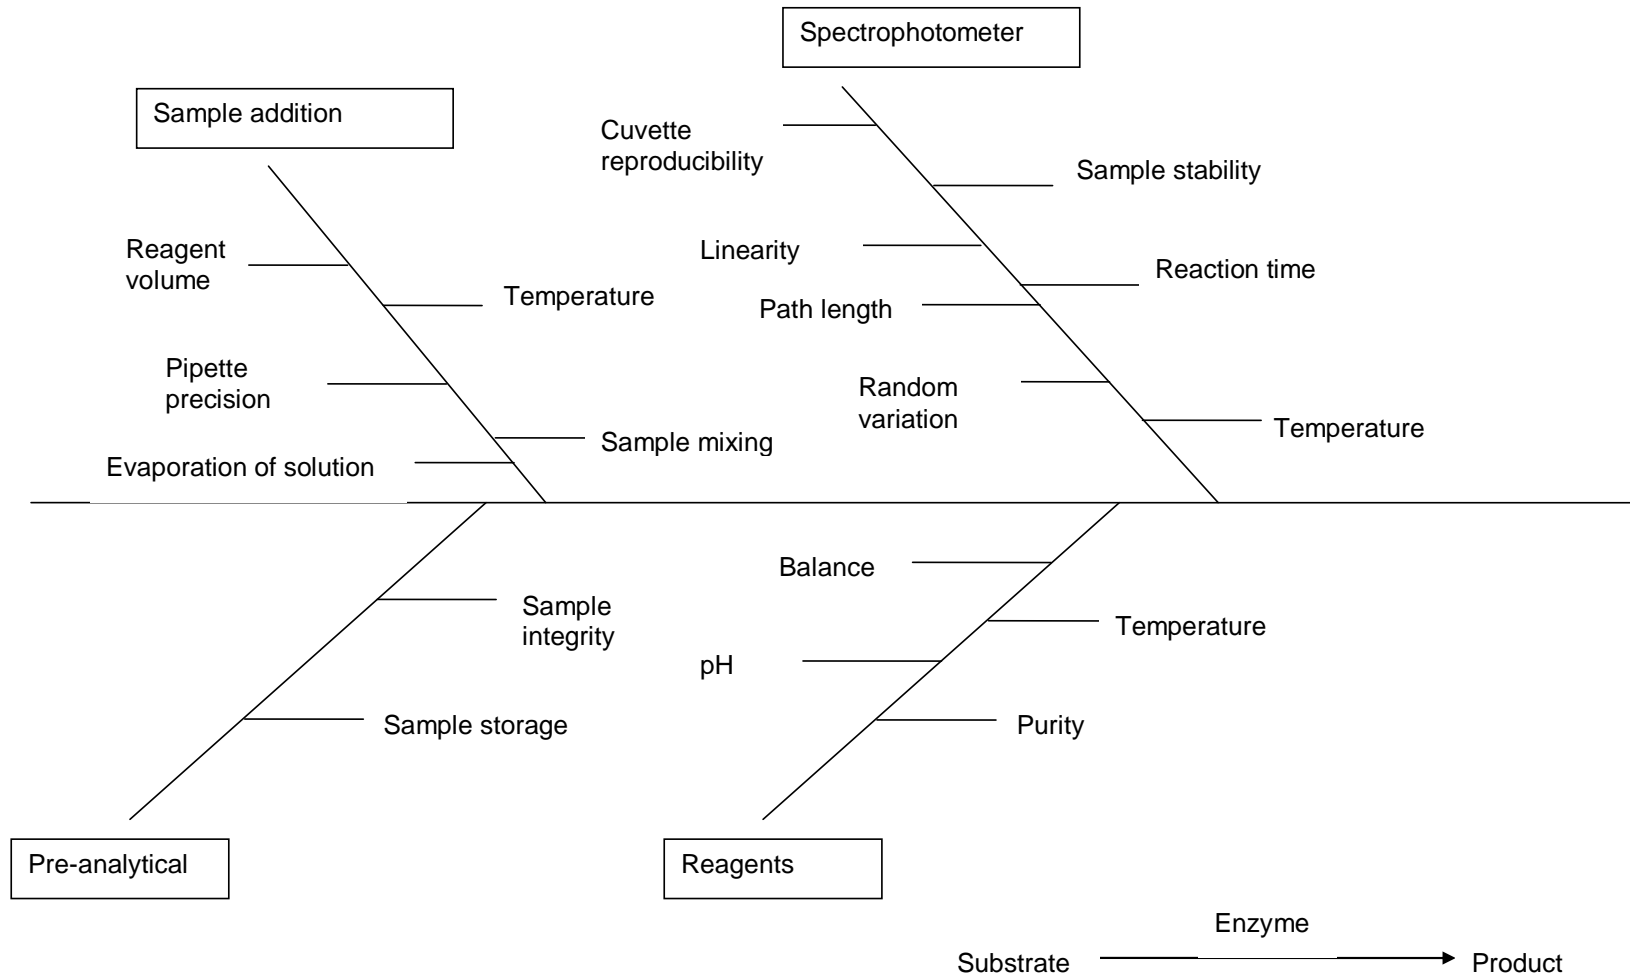 Spectrophotometer
Sample addition
Cuvette
reproducibility
Sample stability
Reagent
volume
Linearity
Reaction time
Temperature
Path length
Pipette
precision
Random
variation
Sample mixing
Temperature
Evaporation of solution
Balance
Sample
integrity
Temperature
pH
Sample storage
Purity
Pre-analytical
Reagents
Enzyme
Substrate
Product